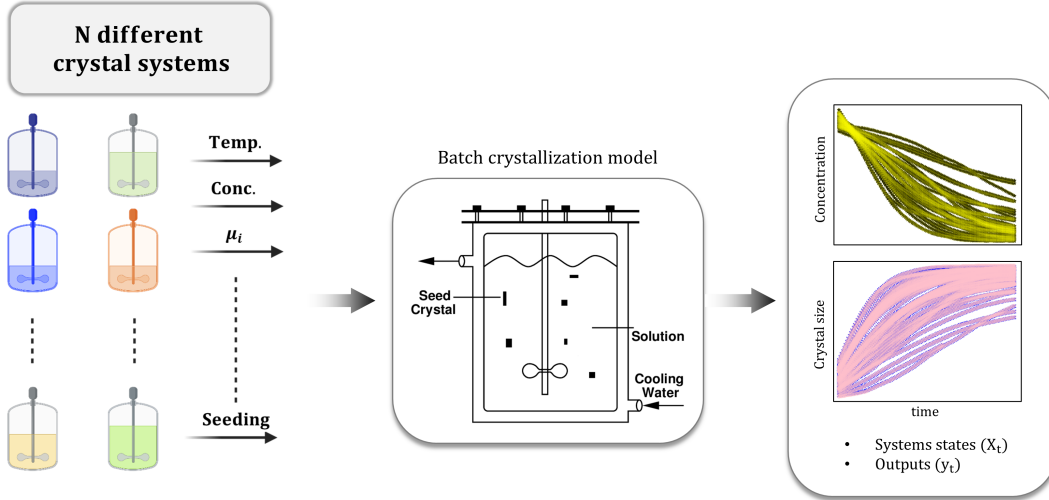 N different
crystal systems
Temp.
Conc.
μᵢ
Seeding
Batch crystallization model
Seed
Crystal
Solution
Cooling
Water
Concentration
Crystal size
time
• Systems states (Xₜ)
• Outputs (yₜ)